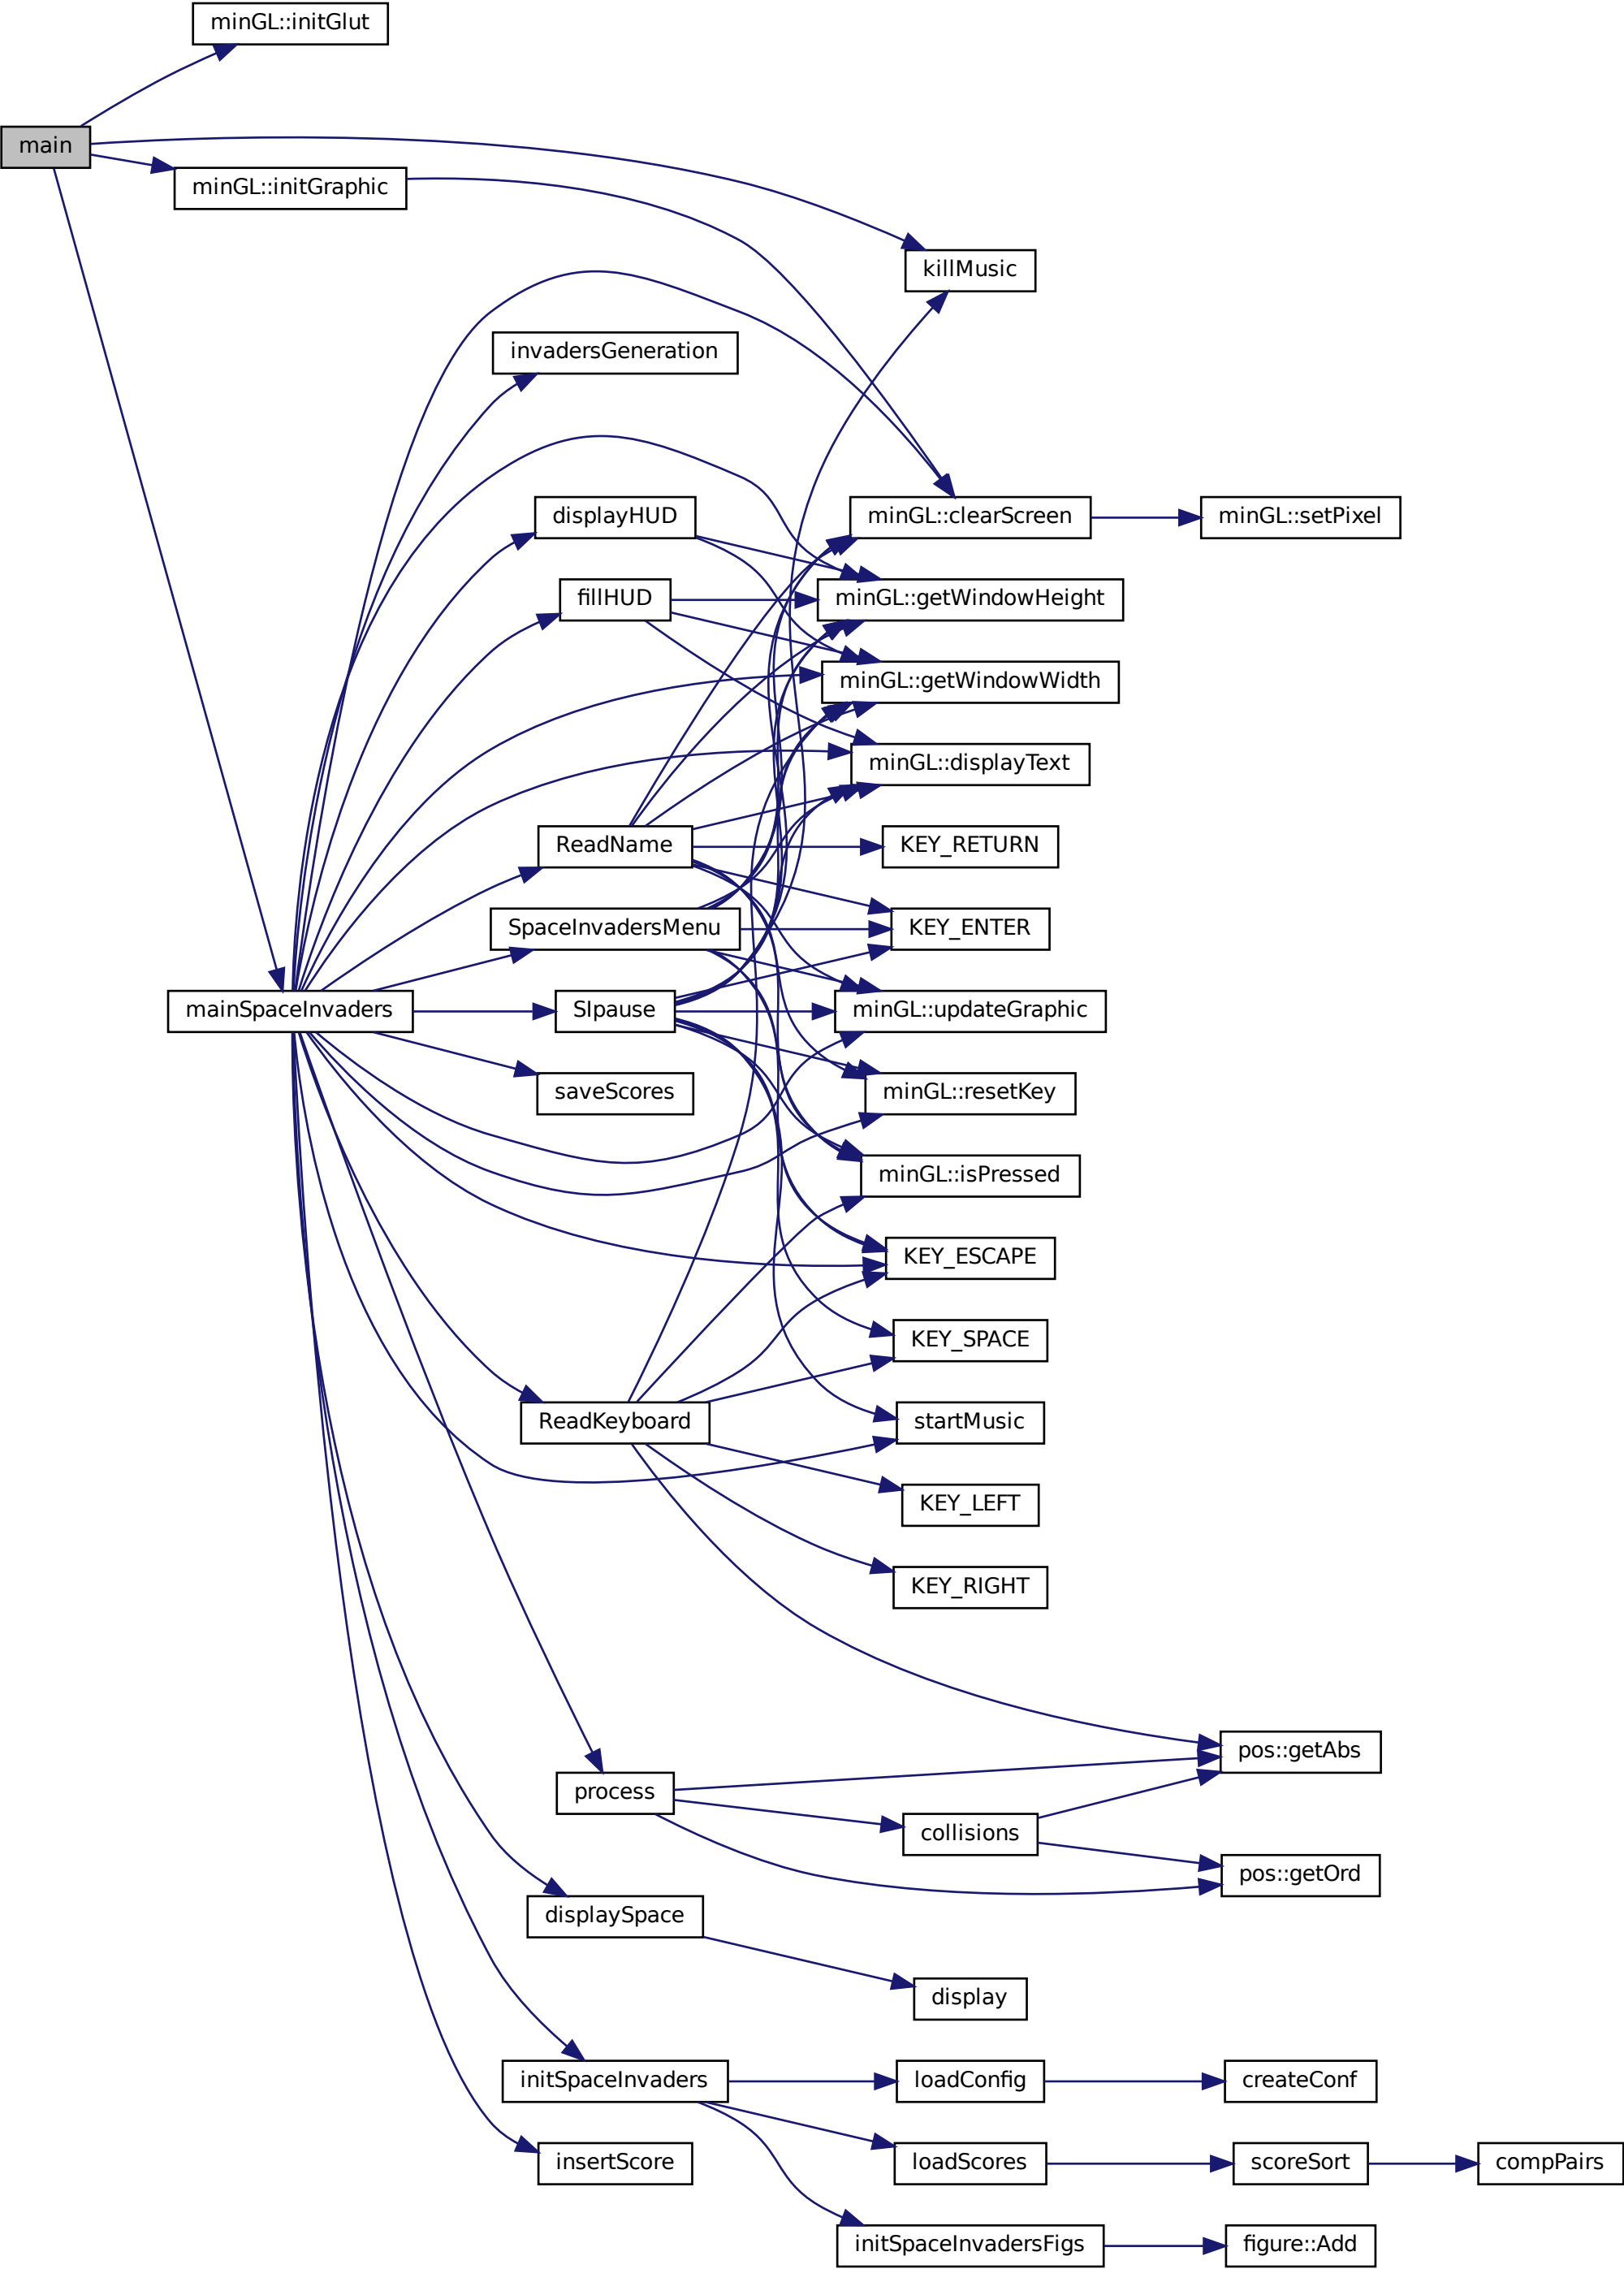 minGL::initGlut
main
minGL::initGraphic
killMusic
invadersGeneration
displayHUD
minGL::clearScreen
minGL::setPixel
fillHUD
minGL::getWindowHeight
minGL::getWindowWidth
minGL::displayText
ReadName
KEY_RETURN
SpaceInvadersMenu
KEY_ENTER
mainSpaceInvaders
SIpause
minGL::updateGraphic
saveScores
minGL::resetKey
minGL::isPressed
KEY_ESCAPE
KEY_SPACE
ReadKeyboard
startMusic
KEY_LEFT
KEY_RIGHT
pos::getAbs
process
collisions
pos::getOrd
displaySpace
display
initSpaceInvaders
loadConfig
createConf
insertScore
loadScores
scoreSort
compPairs
initSpaceInvadersFigs
figure::Add